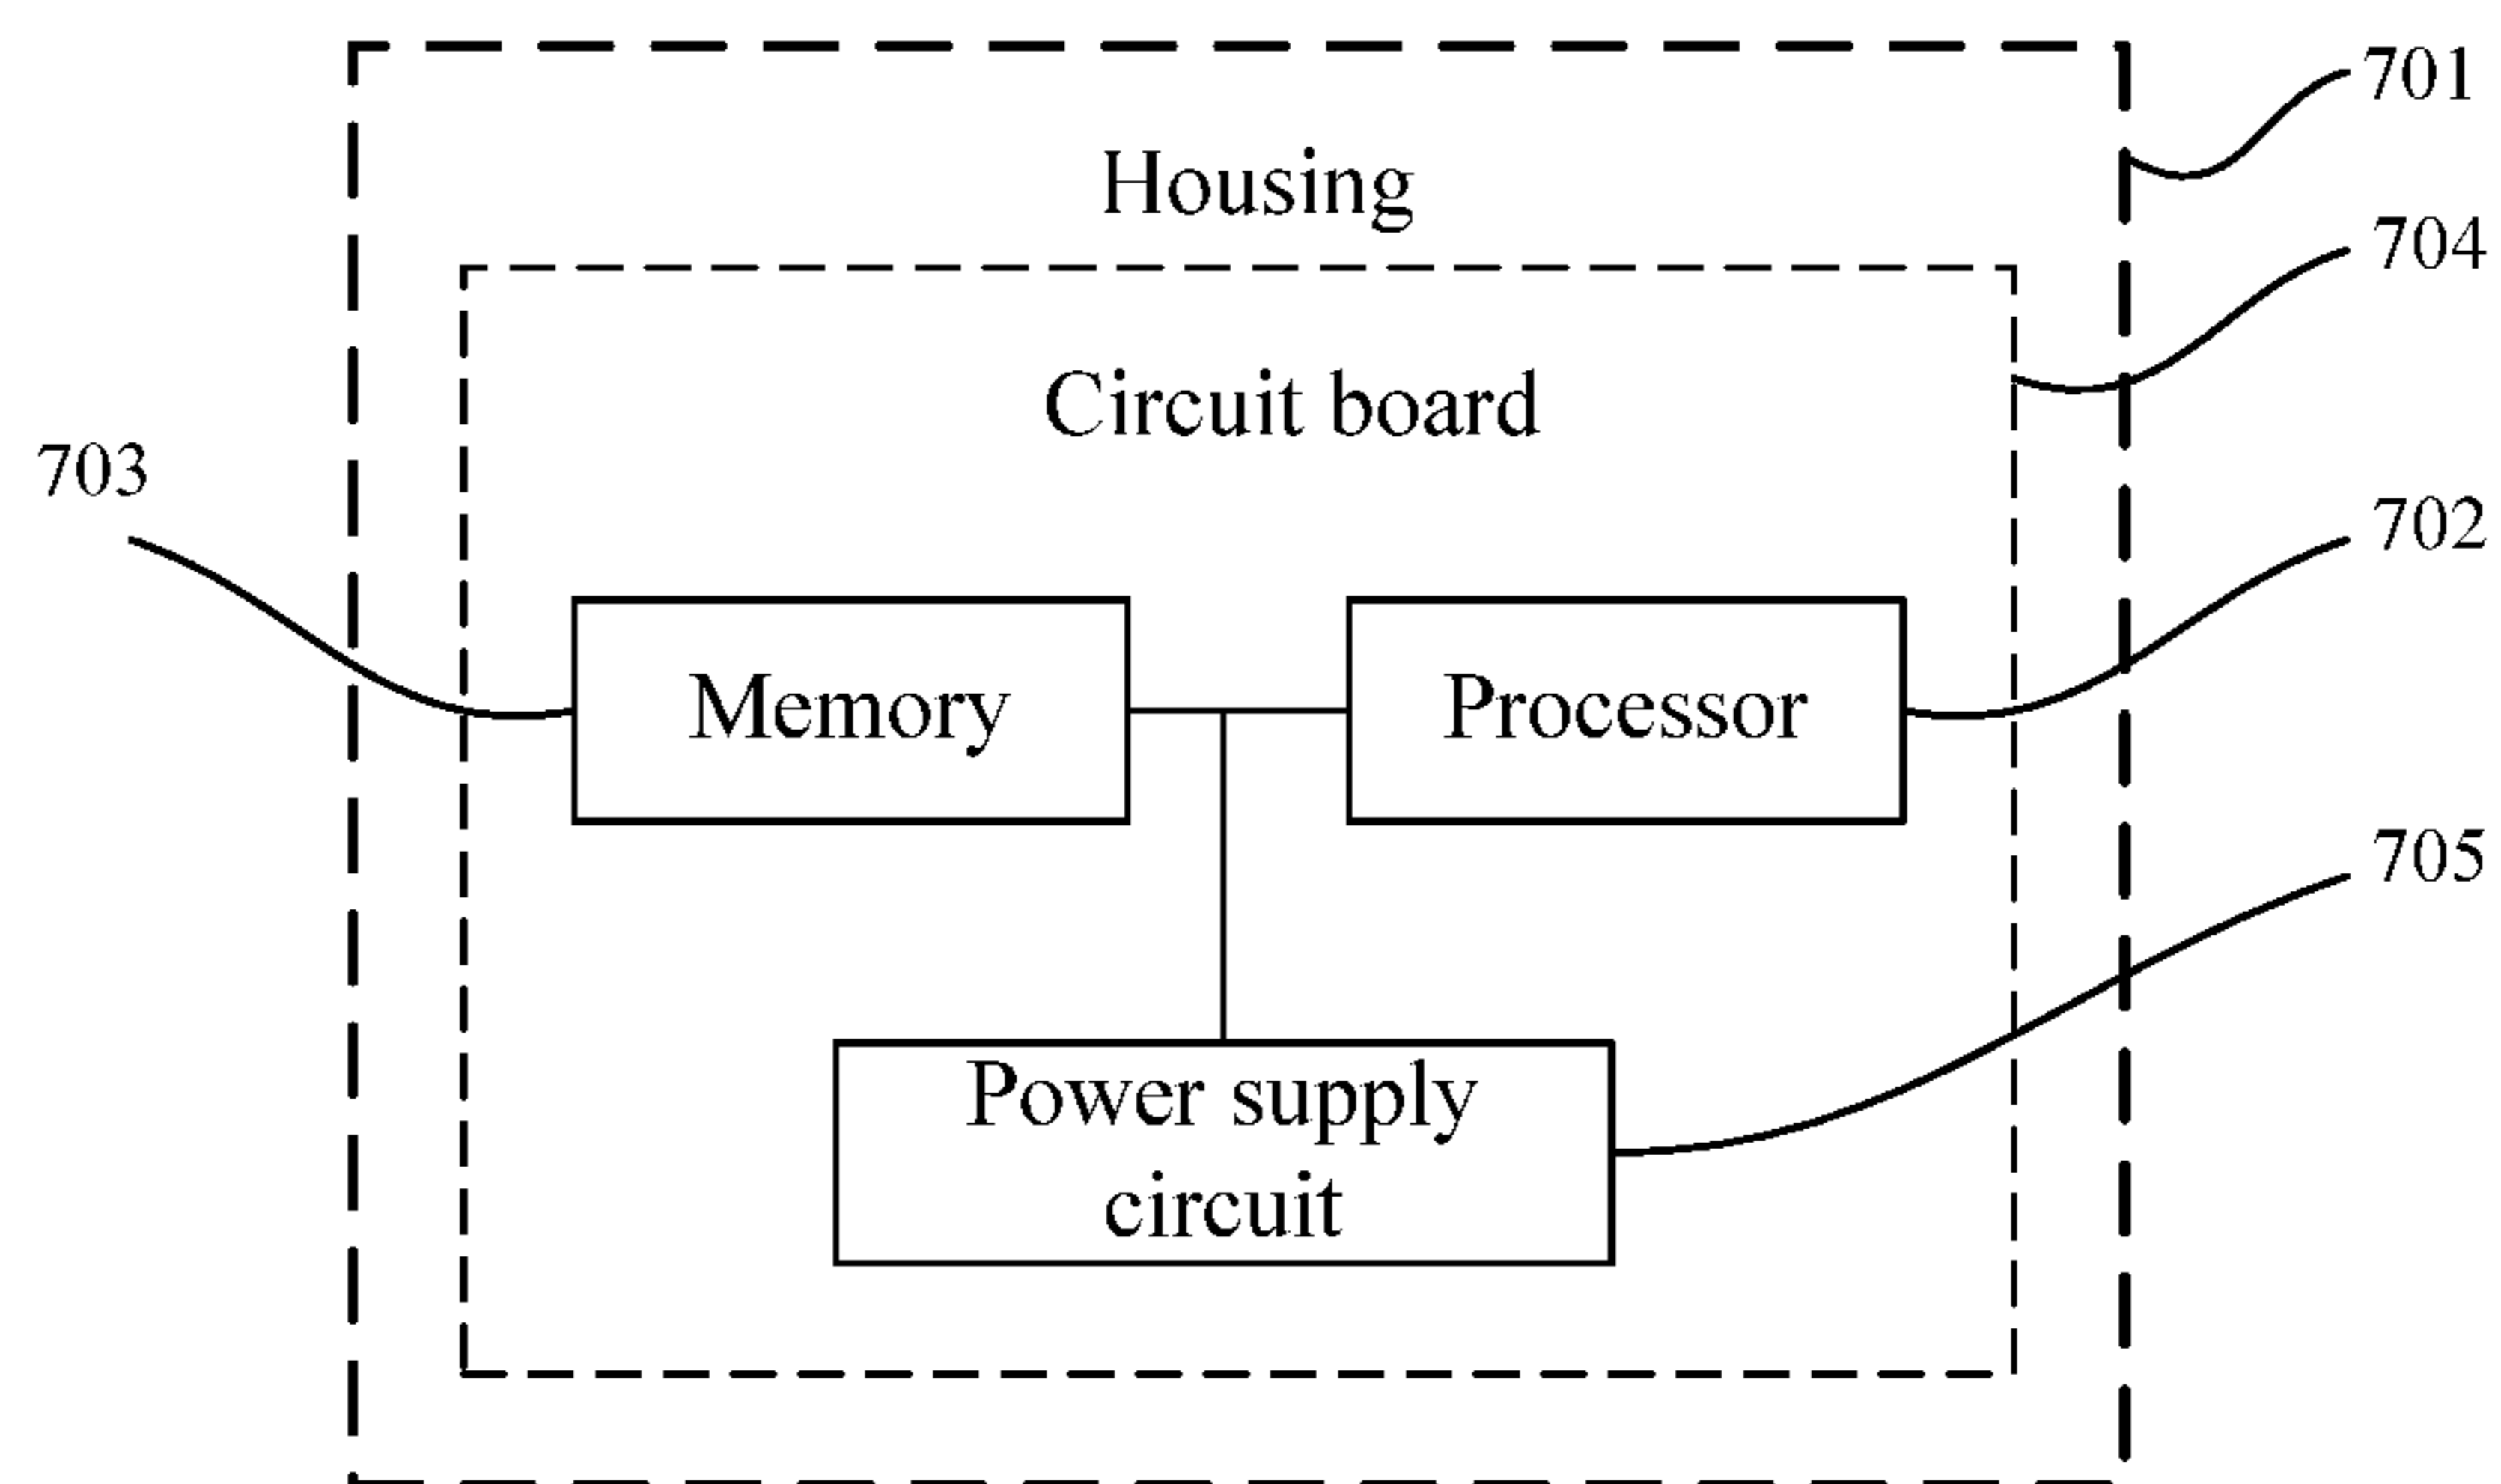 701
Housing
704
Circuit board
703
702
Memory
Processor
705
Power supply
circuit